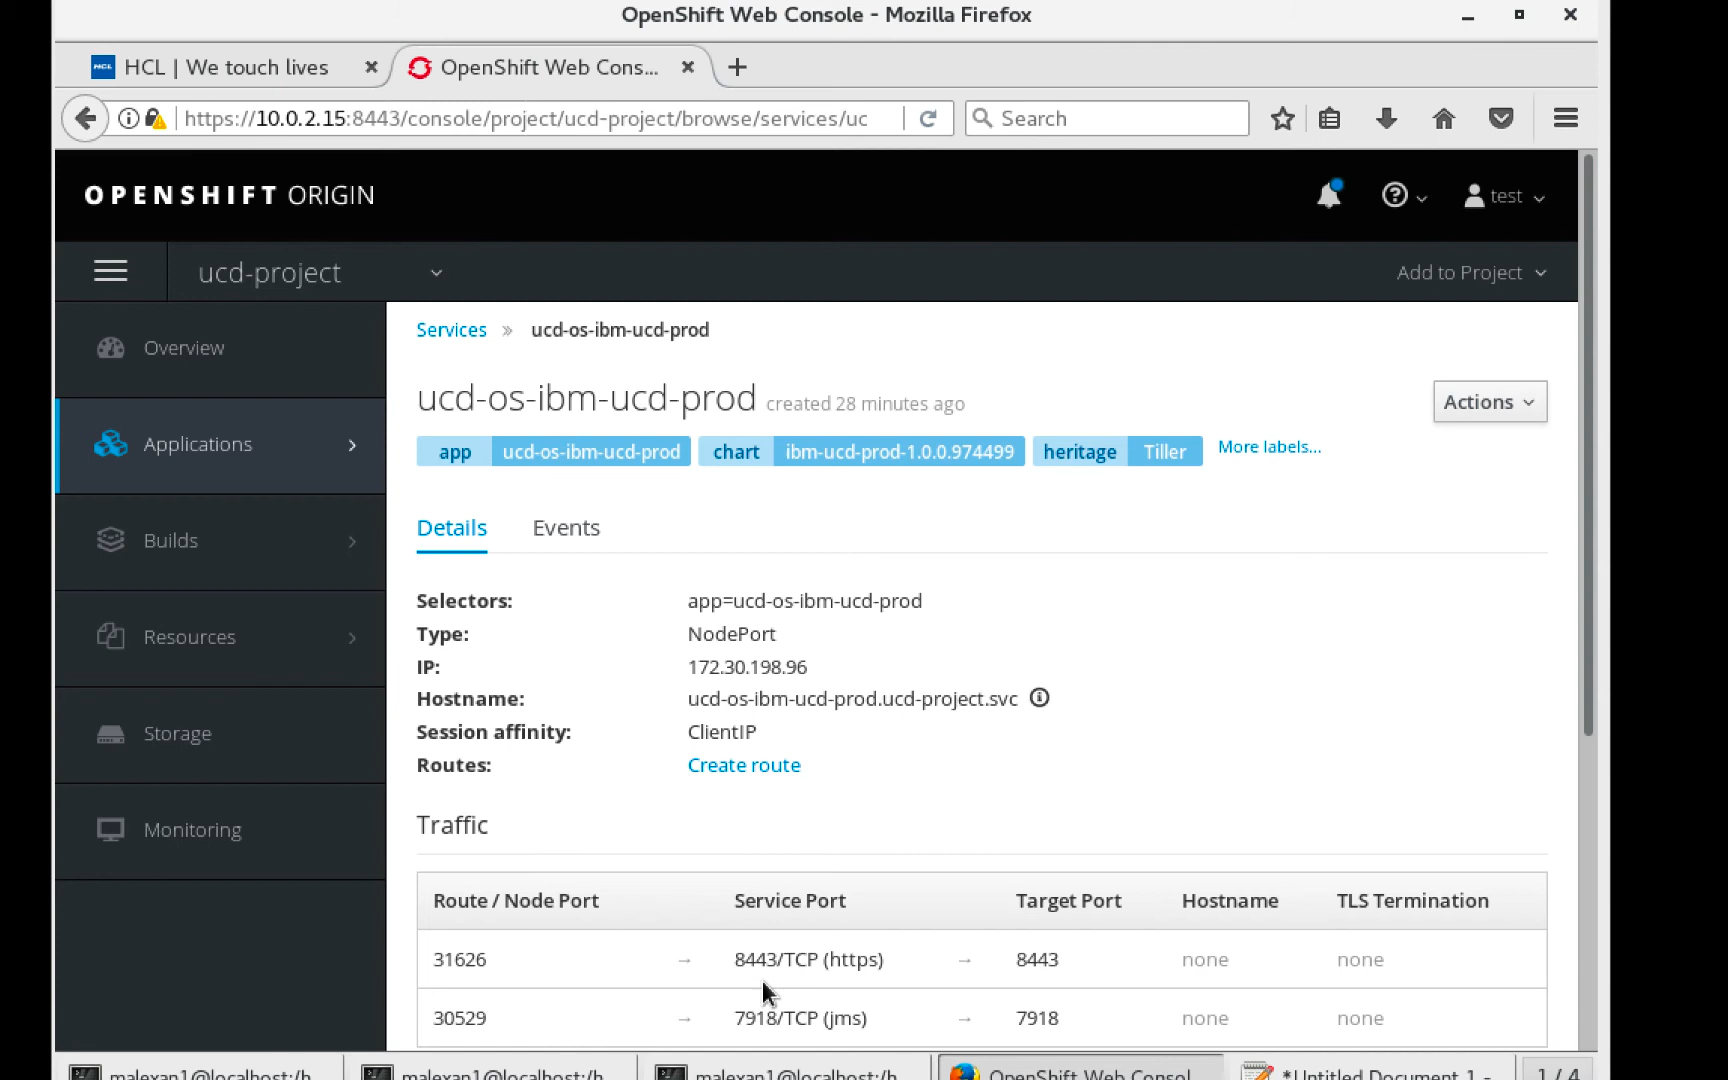 OpenShift Web Console - Mozilla Firefox
HCL HCL | We touch lives
OpenShift Web Cons...
https://10.0.2.15:8443/console/project/ucd-project/browse/services/uc
Search
OPENSHIFT ORIGIN
test
ucd-project
Add to Project
Overview
Applications
Builds
Resources
Storage
Monitoring
Services » ucd-os-ibm-ucd-prod
ucd-os-ibm-ucd-prod created 28 minutes ago
Actions
app ucd-os-ibm-ucd-prod chart ibm-ucd-prod-1.0.0.974499 heritage Tiller More labels...
Details Events
Selectors: app=ucd-os-ibm-ucd-prod
Type: NodePort
IP: 172.30.198.96
Hostname: ucd-os-ibm-ucd-prod.ucd-project.svc
Session affinity: ClientIP
Routes: Create route
Traffic
Route / Node Port Service Port Target Port Hostname TLS Termination
31626 → 8443/TCP (https) → 8443 none none
30529 → 7918/TCP (jms) → 7918 none none
malexan1@localhost:/h
malexan1@localhost:/h
malexan1@localhost:/h
OpenShift Web Consol
*Untitled Document 1 -
1 / 4